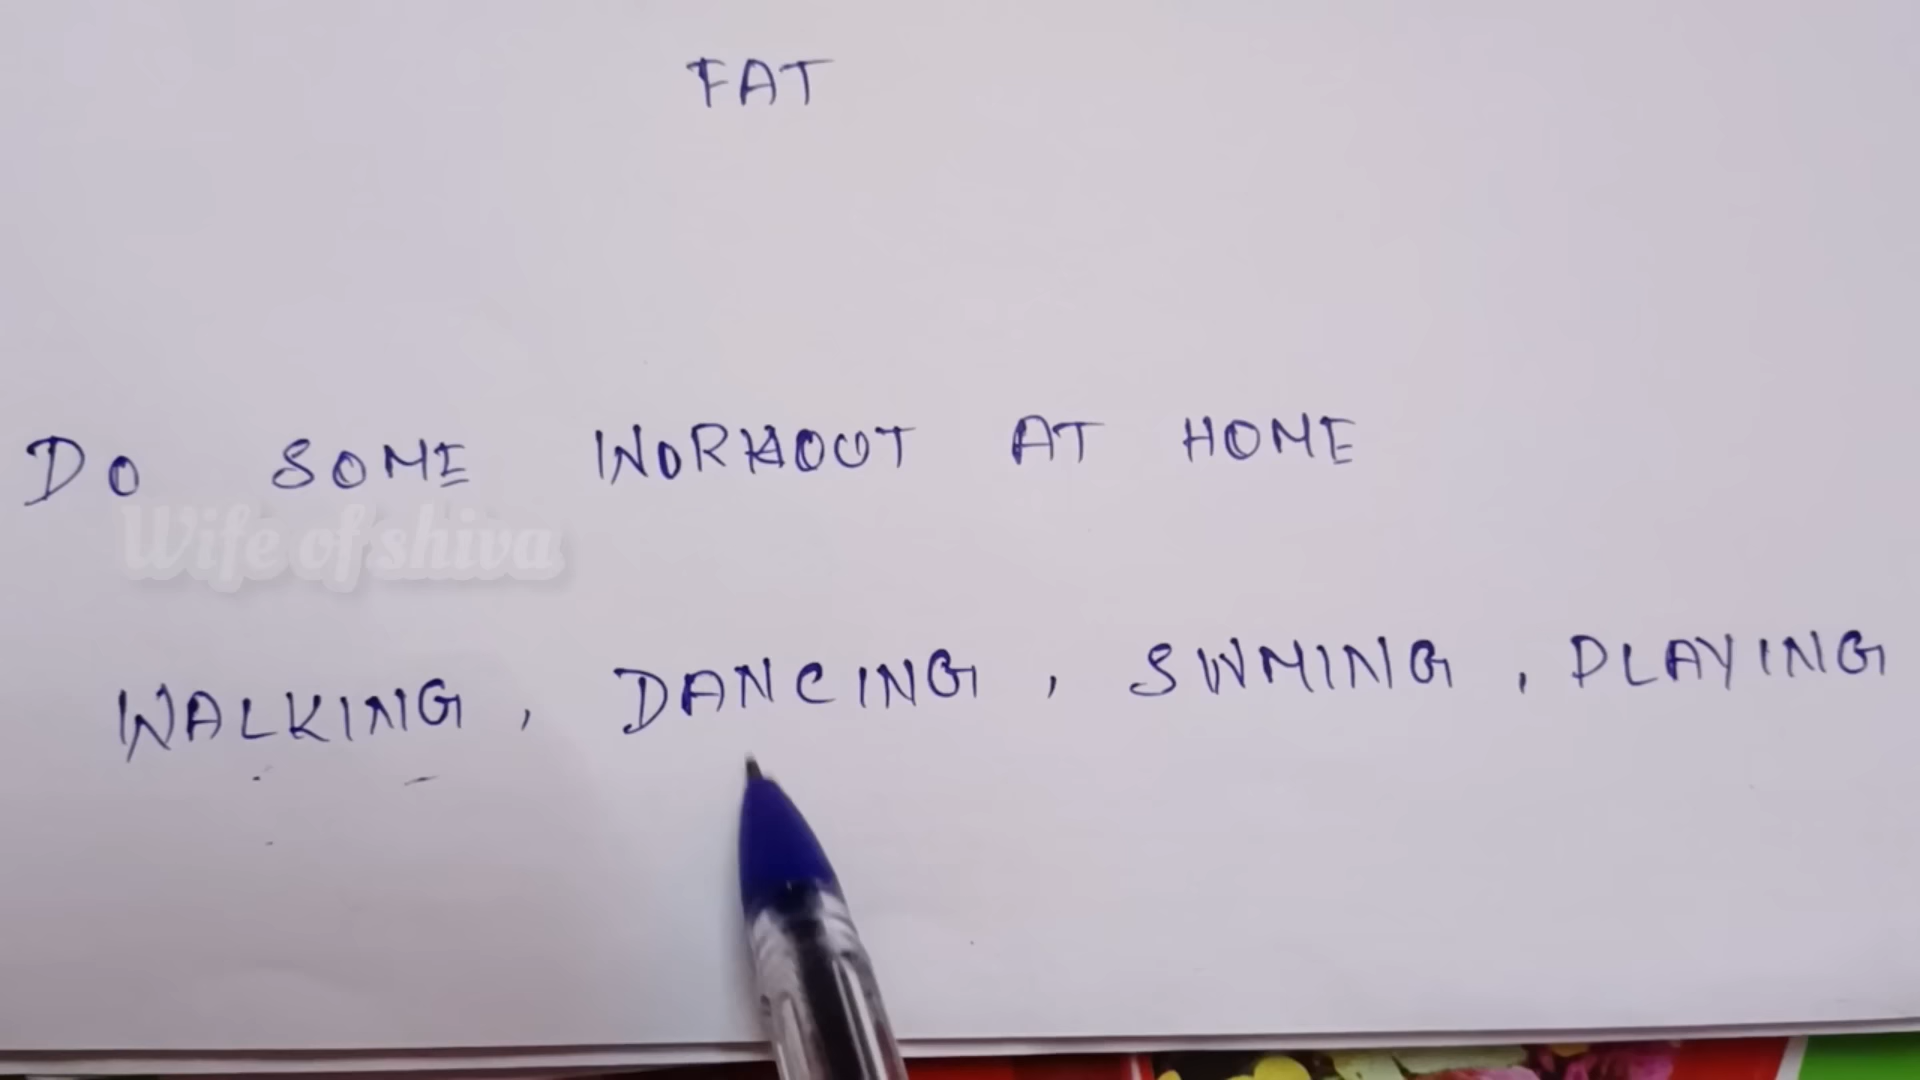 FAT
DO SOME WORKOUT AT HOME
Wife of shiva
WALKING, DANCING, SWMING, PLAYING